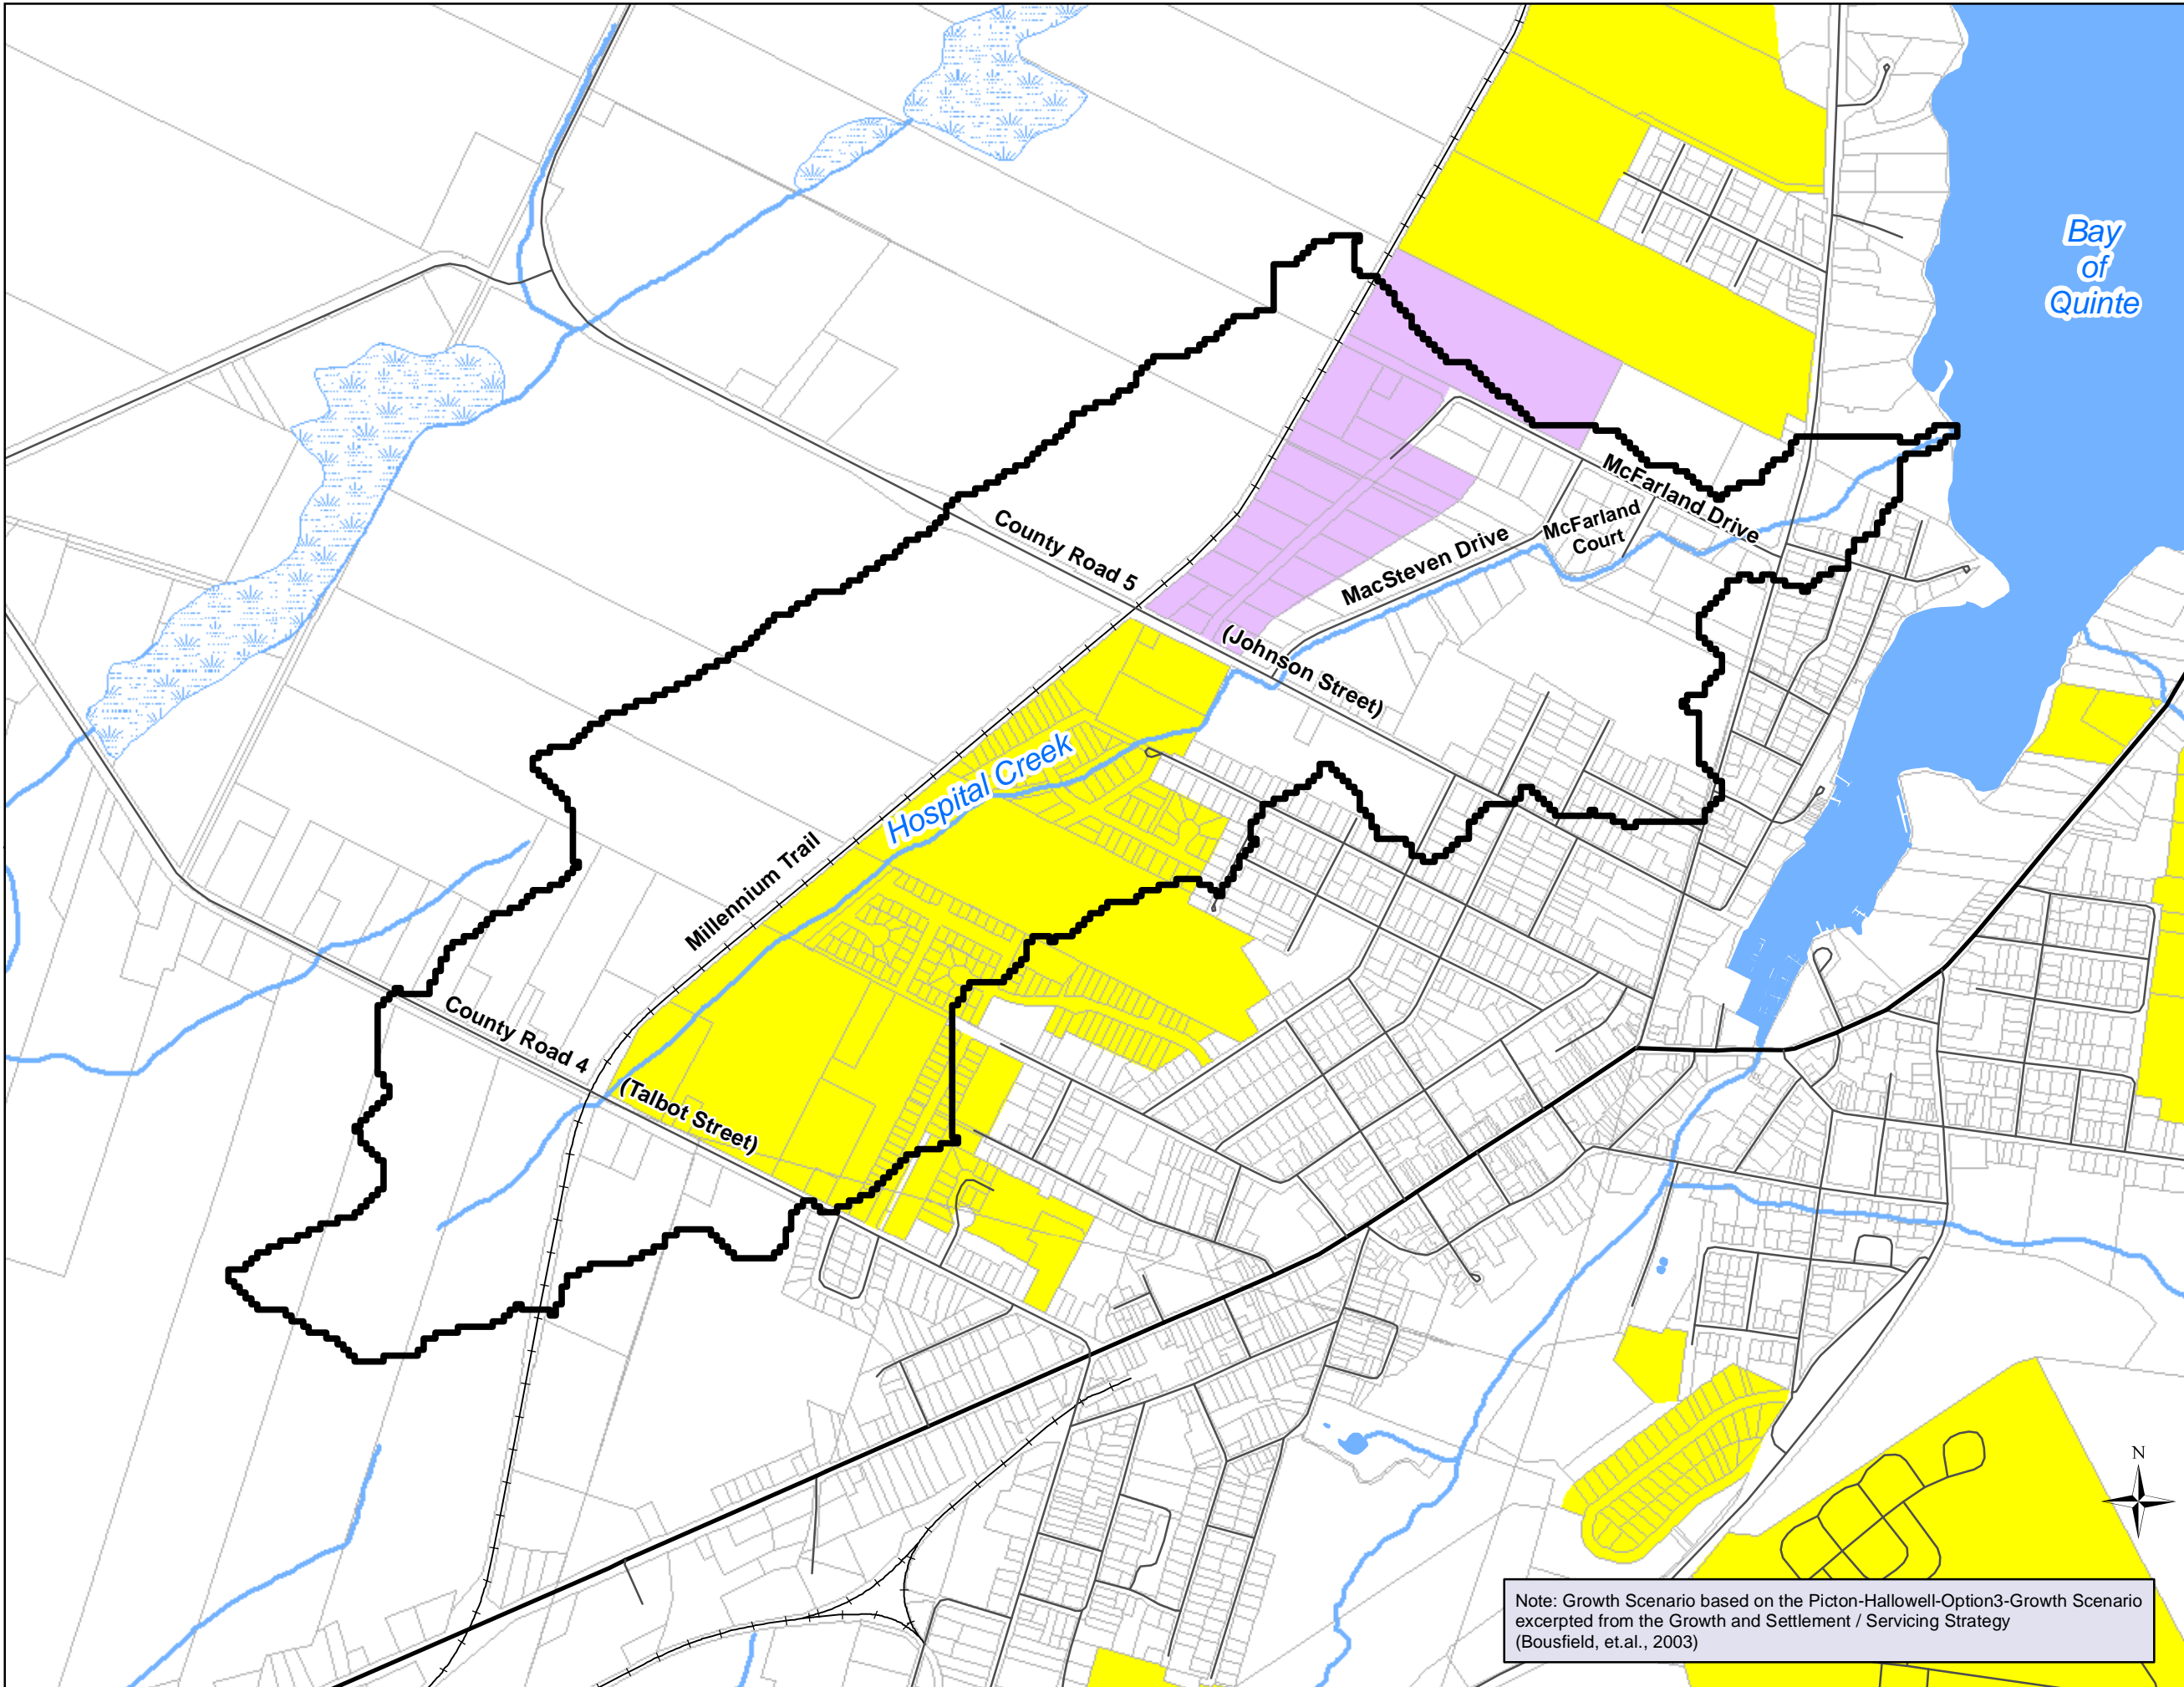 Bay
of
Quinte
McFarland Drive
County Road 5
McFarland
Court
MacSteven Drive
(Johnson Street)
Hospital Creek
Millennium Trail
County Road 4
(Talbot Street)
N
Note: Growth Scenario based on the Picton-Hallowell-Option3-Growth Scenario
excerpted from the Growth and Settlement / Servicing Strategy
(Bousfield, et.al., 2003)